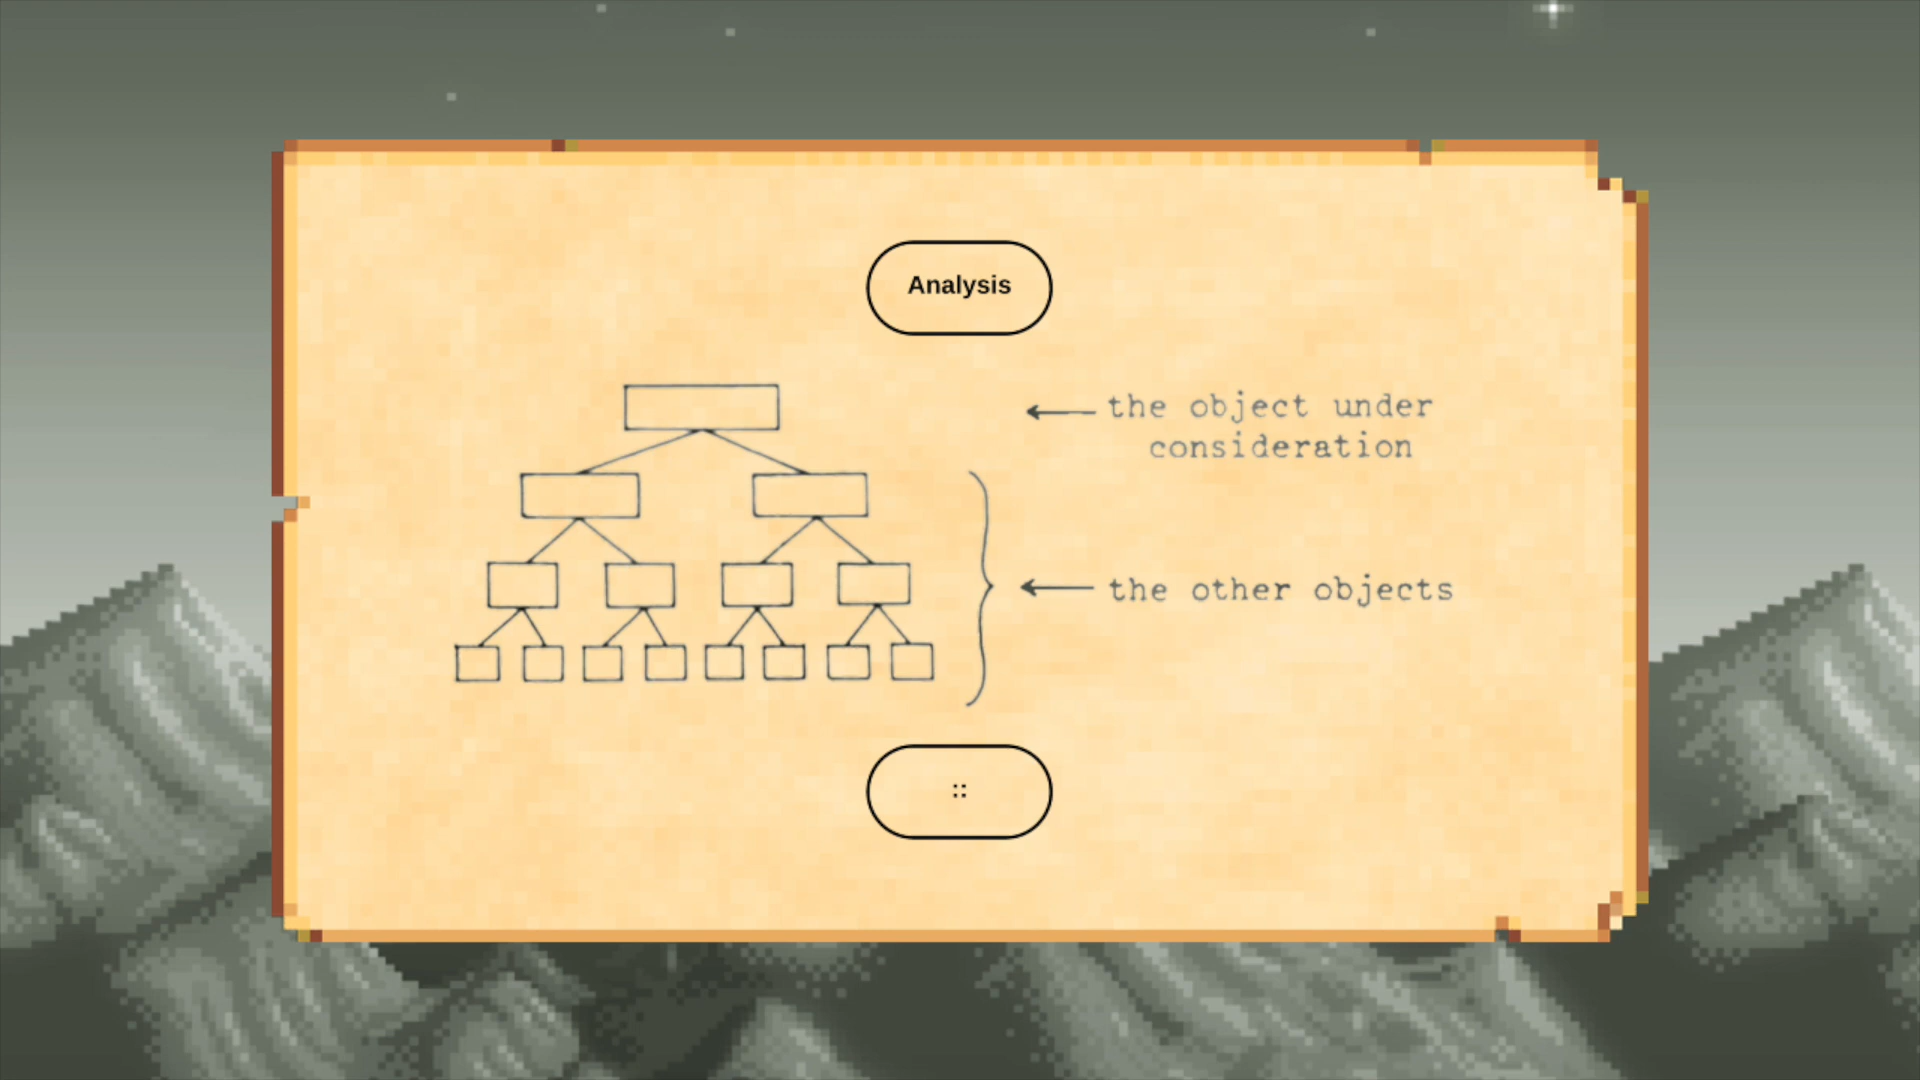 Analysis
the object under
consideration
the other objects
::